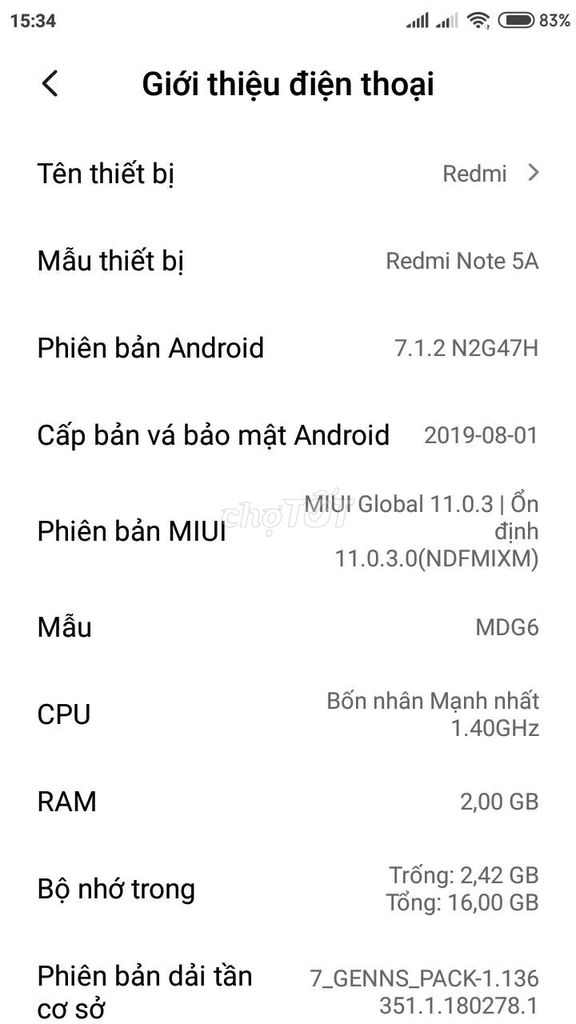 15:34
83%
Giới thiệu điện thoại
Tên thiết bị
Redmi
Mẫu thiết bị
Redmi Note 5A
Phiên bản Android
7.1.2 N2G47H
Cấp bản vá bảo mật Android
2019-08-01
Phiên bản MIUI
MIUI Global 11.0.3 | Ổn
định
11.0.3.0(NDFMIXM)
chợTỐT
Mẫu
MDG6
CPU
Bốn nhân Mạnh nhất
1.40GHz
RAM
2,00 GB
Bộ nhớ trong
Trống: 2,42 GB
Tổng: 16,00 GB
Phiên bản dải tần
cơ sở
7_GENNS_PACK-1.136
351.1.180278.1